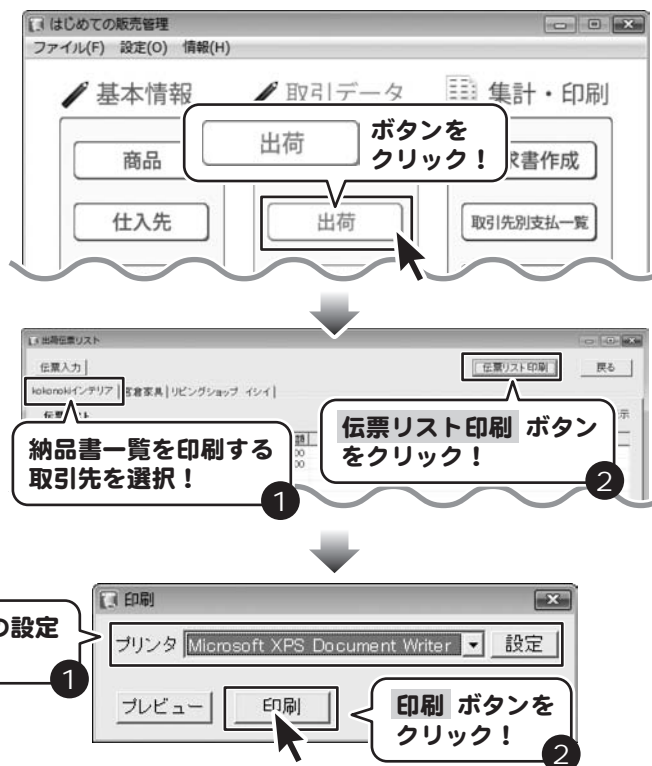 はじめての販売管理
ファイル(F) 設定(O) 情報(H)
基本情報 取引データ 集計・印刷
出荷
ボタンを
クリック！
商品
求書作成
仕入先
出荷
取引先別支払一覧
出荷伝票リスト
伝票入力
伝票リスト印刷
戻る
kokonokiインテリア
リビングショップ イシイ
納品書一覧を印刷する
取引先を選択！
1
伝票リスト印刷 ボタン
をクリック！
2
印刷
の設定
1
プリンタ Microsoft XPS Document Writer 設定
プレビュー
印刷
印刷 ボタンを
クリック！
2